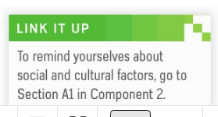 LINK IT UP
To remind yourselves about
social and cultural factors, go to
Section A1 in Component 2.